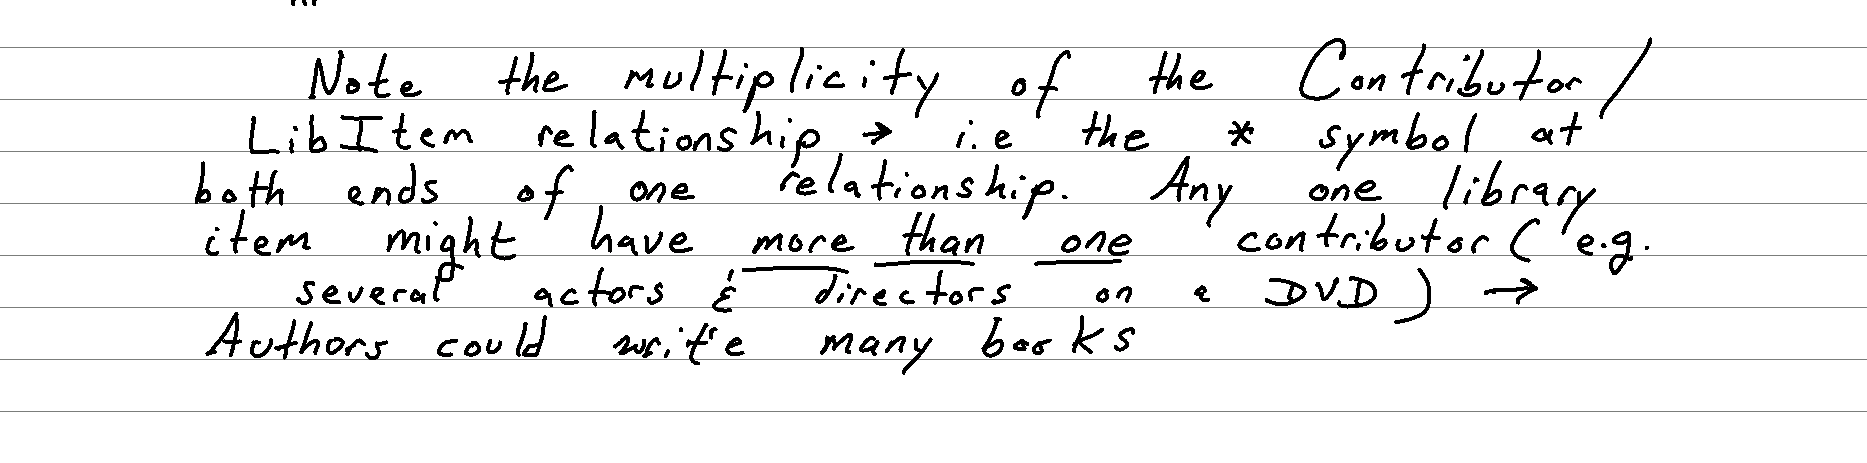 Note the multiplicity of the Contributor/
LibItem relationship → i.e the * symbol at
both ends of one relationship. Any one library
item might have more than one contributor (e.g.
several actors & directors on a DVD) →
Authors could write many books